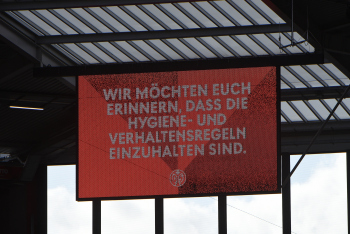 WIR MÖCHTEN EUCH
ERINNERN, DASS DIE
HYGIENE- UND
VERHALTENSREGELN
EINZUHALTEN SIND.